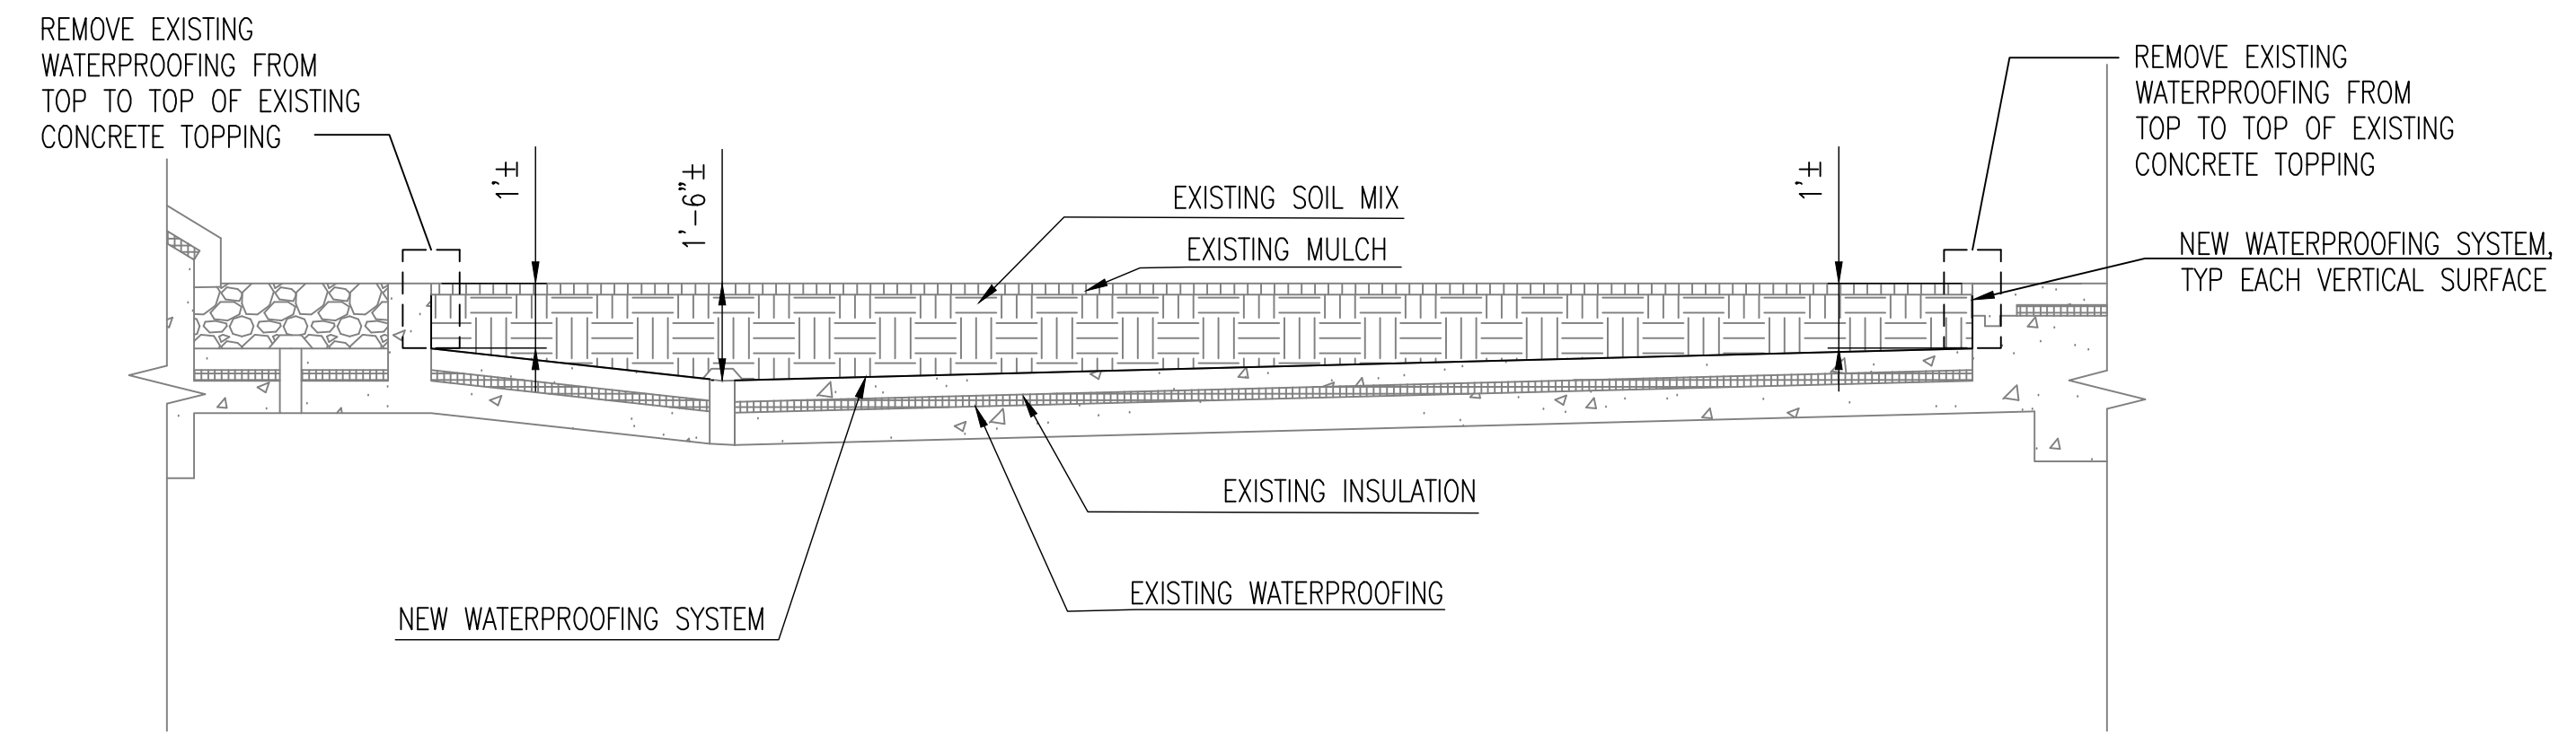 REMOVE EXISTING
WATERPROOFING FROM
TOP TO TOP OF EXISTING
CONCRETE TOPPING
1'±
1'-6"±
EXISTING SOIL MIX
EXISTING MULCH
1'±
REMOVE EXISTING
WATERPROOFING FROM
TOP TO TOP OF EXISTING
CONCRETE TOPPING
NEW WATERPROOFING SYSTEM,
TYP EACH VERTICAL SURFACE
EXISTING INSULATION
EXISTING WATERPROOFING
NEW WATERPROOFING SYSTEM